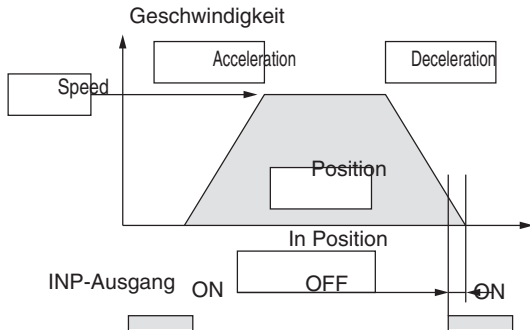 Geschwindigkeit
Acceleration
Deceleration
Speed
Position
In Position
INP-Ausgang
ON
OFF
ON